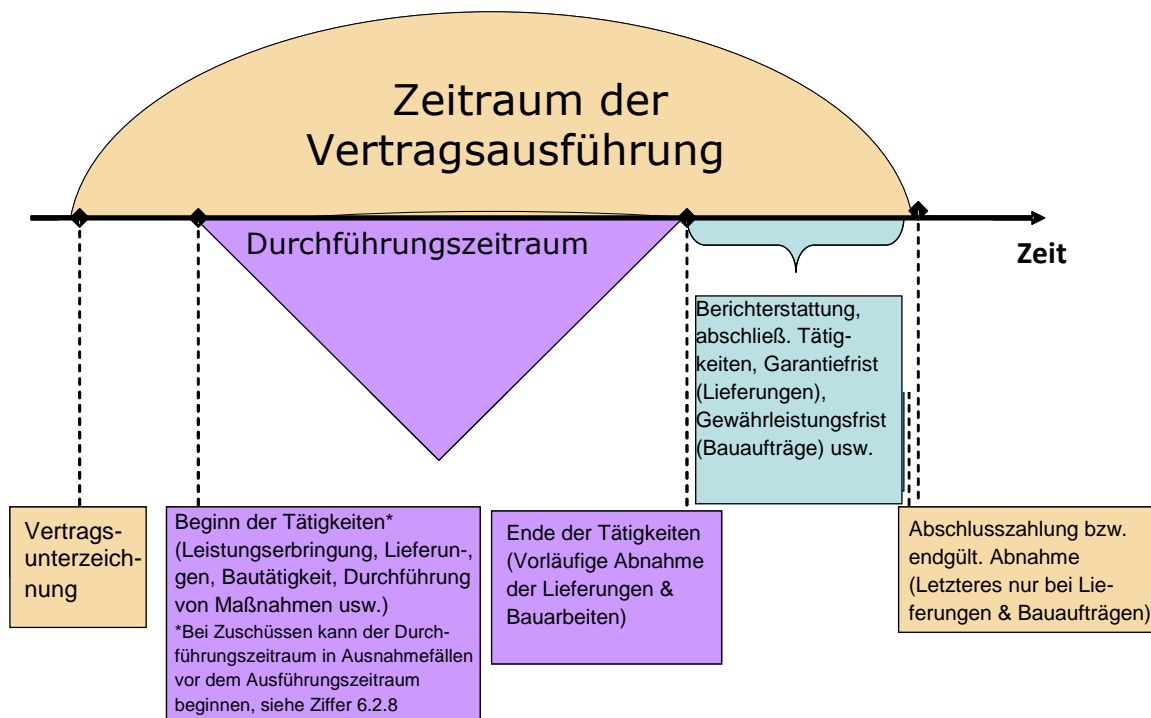 Zeitraum der
Vertragsausführung
Durchführungszeitraum
Zeit
Berichterstattung,
abschließ. Tätig-
keiten, Garantiefrist
(Lieferungen),
Gewährleistungsfrist
(Bauaufträge) usw.
Vertrags-
unterzeich-
nung
Beginn der Tätigkeiten*
(Leistungserbringung, Lieferun-,
gen, Bautätigkeit, Durchführung
von Maßnahmen usw.)
*Bei Zuschüssen kann der Durch-
führungszeitraum in Ausnahmefällen
vor dem Ausführungszeitraum
beginnen, siehe Ziffer 6.2.8
Ende der Tätigkeiten
(Vorläufige Abnahme
der Lieferungen &
Bauarbeiten)
Abschlusszahlung bzw.
endgült. Abnahme
(Letzteres nur bei Lie-
ferungen & Bauaufträgen)